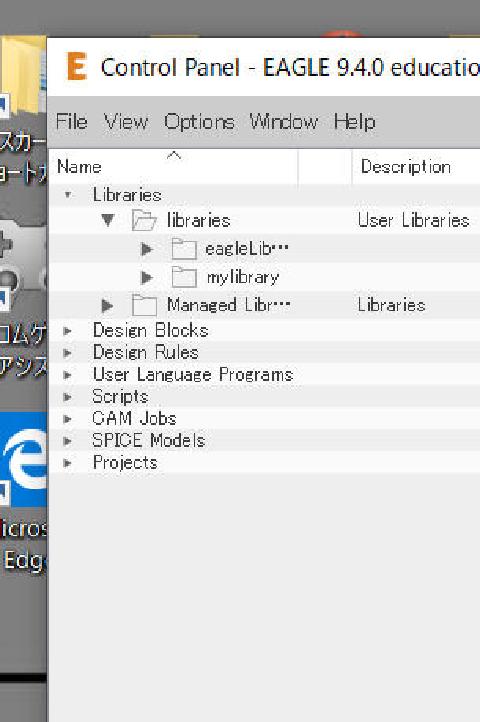 E Control Panel - EAGLE 9.4.0 educatio
File View Options Window Help
Name Description
Libraries
libraries User Libraries
eagleLib…
mylibrary
Managed Libr… Libraries
Design Blocks
Design Rules
User Language Programs
Scripts
CAM Jobs
SPICE Models
Projects
スカー
ョートカ
コムゲ
アシス
icros
Edg